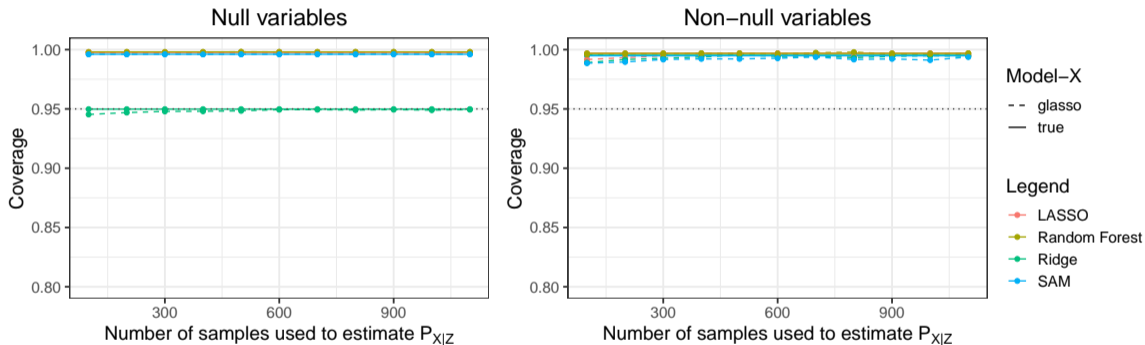 Null variables
Coverage
1.00
0.95
0.90
0.85
0.80
300
600
900
Number of samples used to estimate P_X|Z
Non−null variables
Coverage
1.00
0.95
0.90
0.85
0.80
300
600
900
Number of samples used to estimate P_X|Z
Model−X
glasso
true
Legend
LASSO
Random Forest
Ridge
SAM